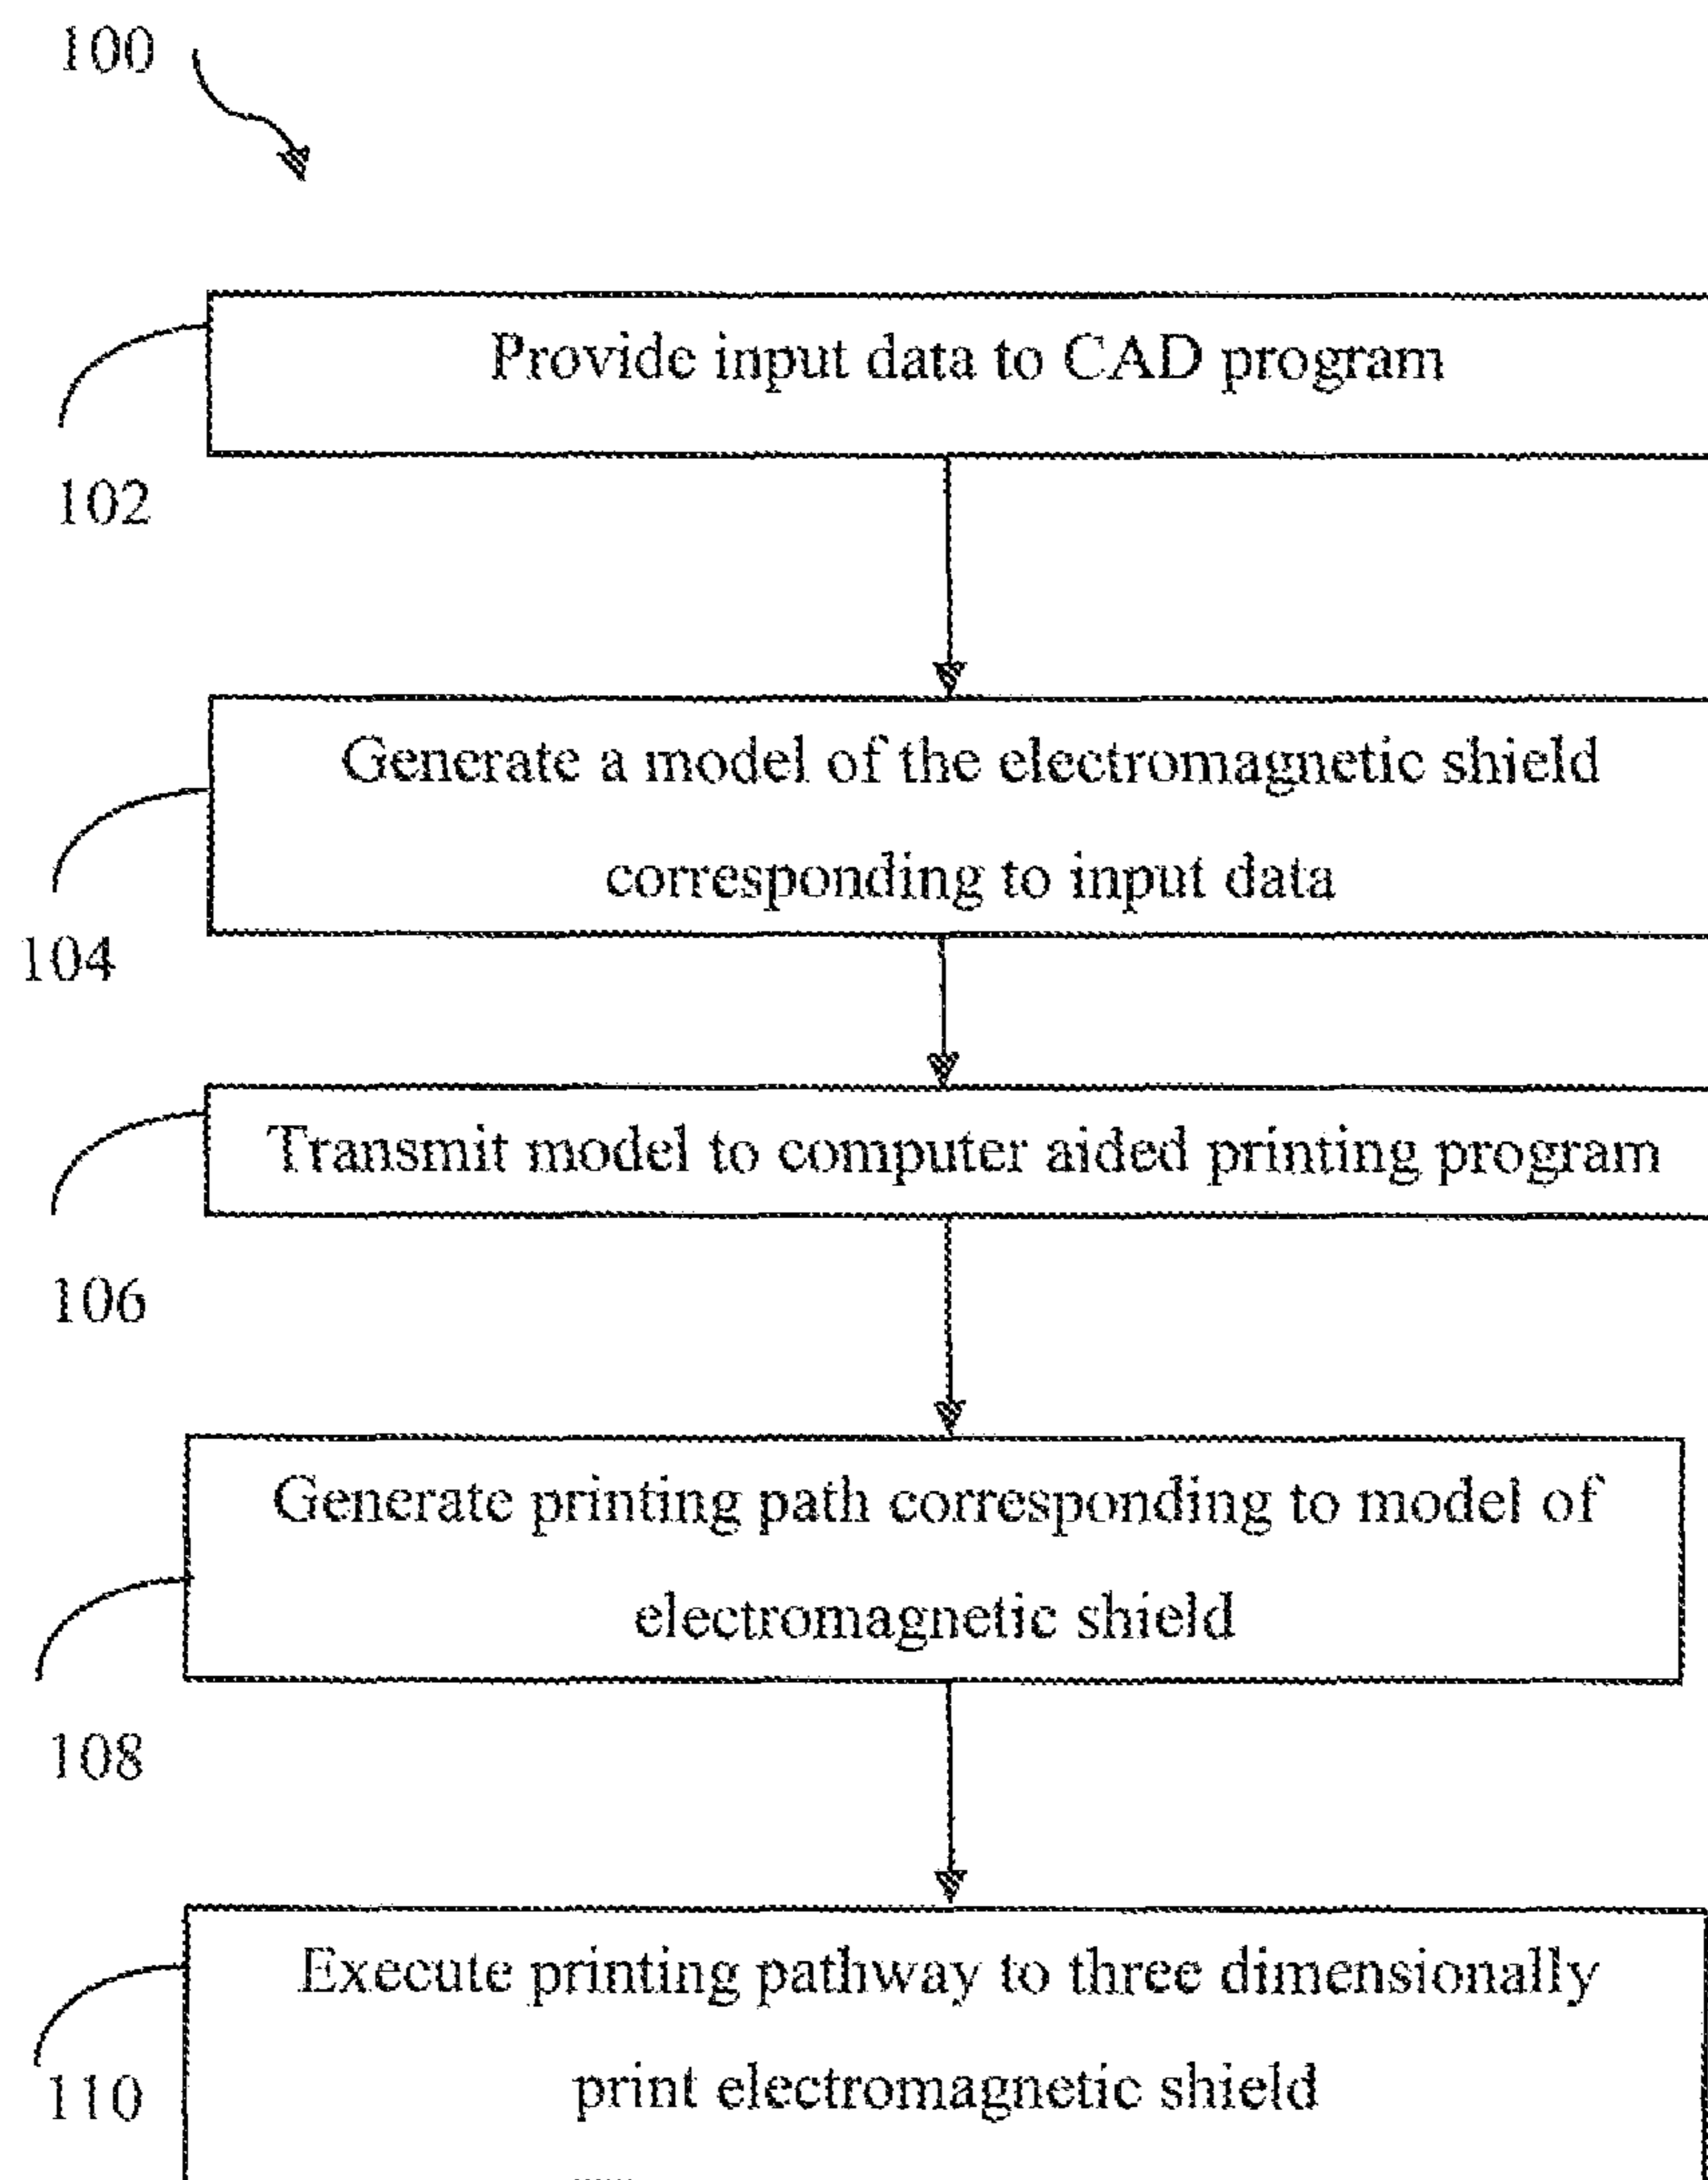 100
Provide input data to CAD program
102
Generate a model of the electromagnetic shield
corresponding to input data
104
Transmit model to computer aided printing program
106
Generate printing path corresponding to model of
electromagnetic shield
108
Execute printing pathway to three dimensionally
print electromagnetic shield
110